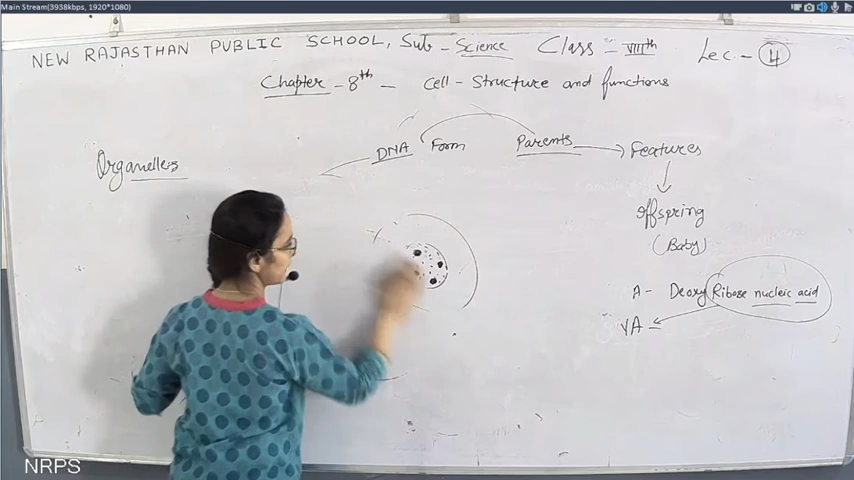 Main Stream(3938kbps, 1920*1080)
NEW RAJASTHAN PUBLIC SCHOOL, Sub - Science Class = VIIIth Lec - 4
Chapter - 8th - Cell - Structure and functions
Organellers
DNA Form Parents Features
Offspring
(Baby)
A - Deoxy Ribose nucleic acid
A =
NRPS